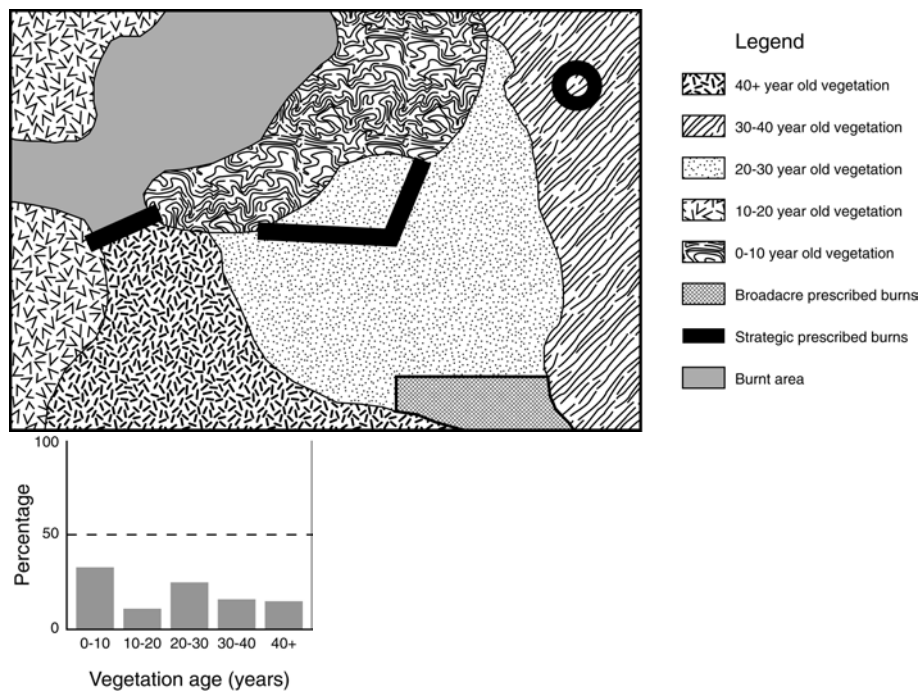 Legend
40+ year old vegetation
30-40 year old vegetation
20-30 year old vegetation
10-20 year old vegetation
0-10 year old vegetation
Broadacre prescribed burns
Strategic prescribed burns
Burnt area
100
50
0
Percentage
0-10 10-20 20-30 30-40 40+
Vegetation age (years)